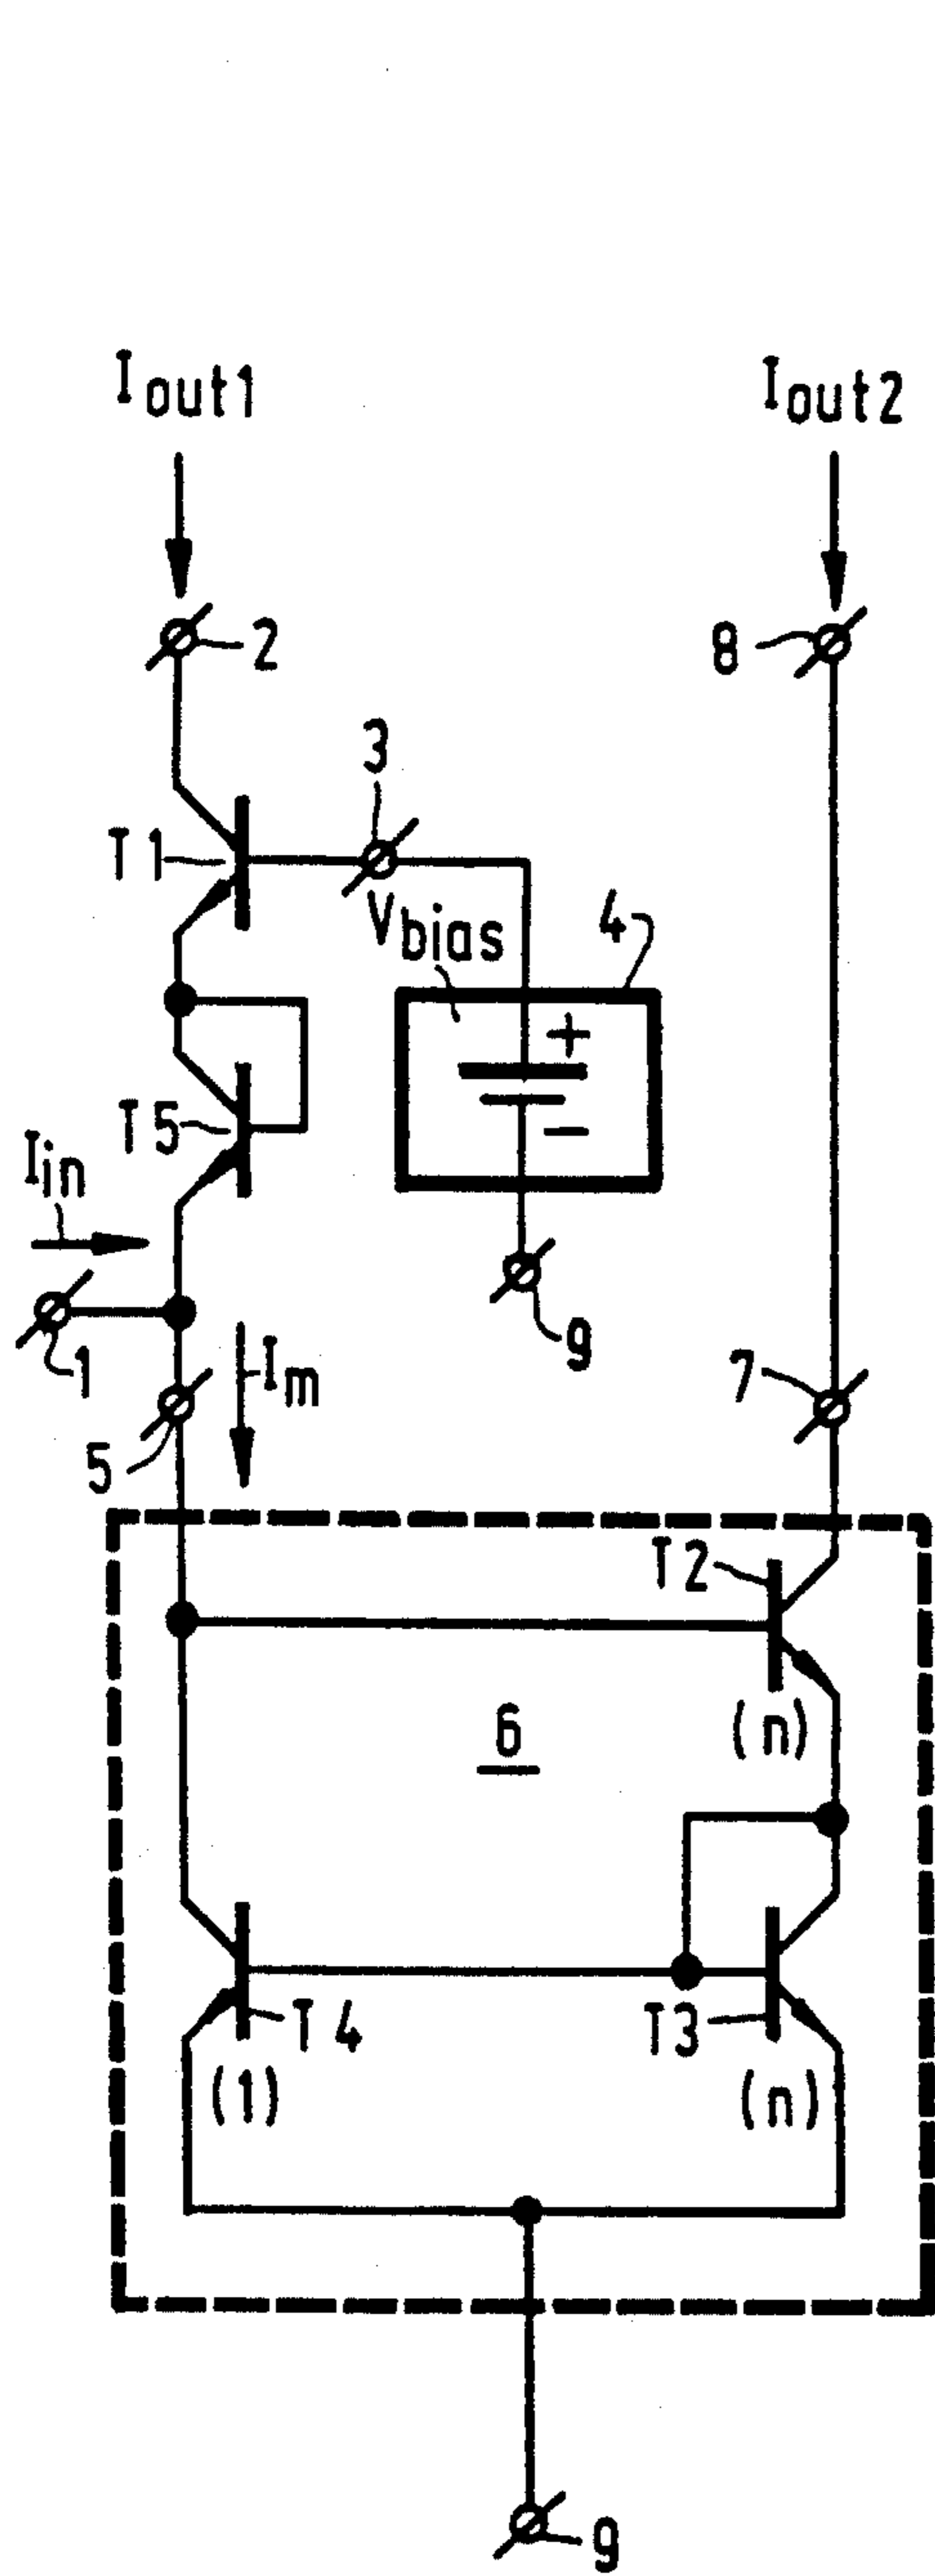 Iout1 Iout2
2 8
3
T1
Vbias 4
+
T5 −
Iin
9
1 Im 7
5
T2
6 (n)
T4 T3
(1) (n)
9